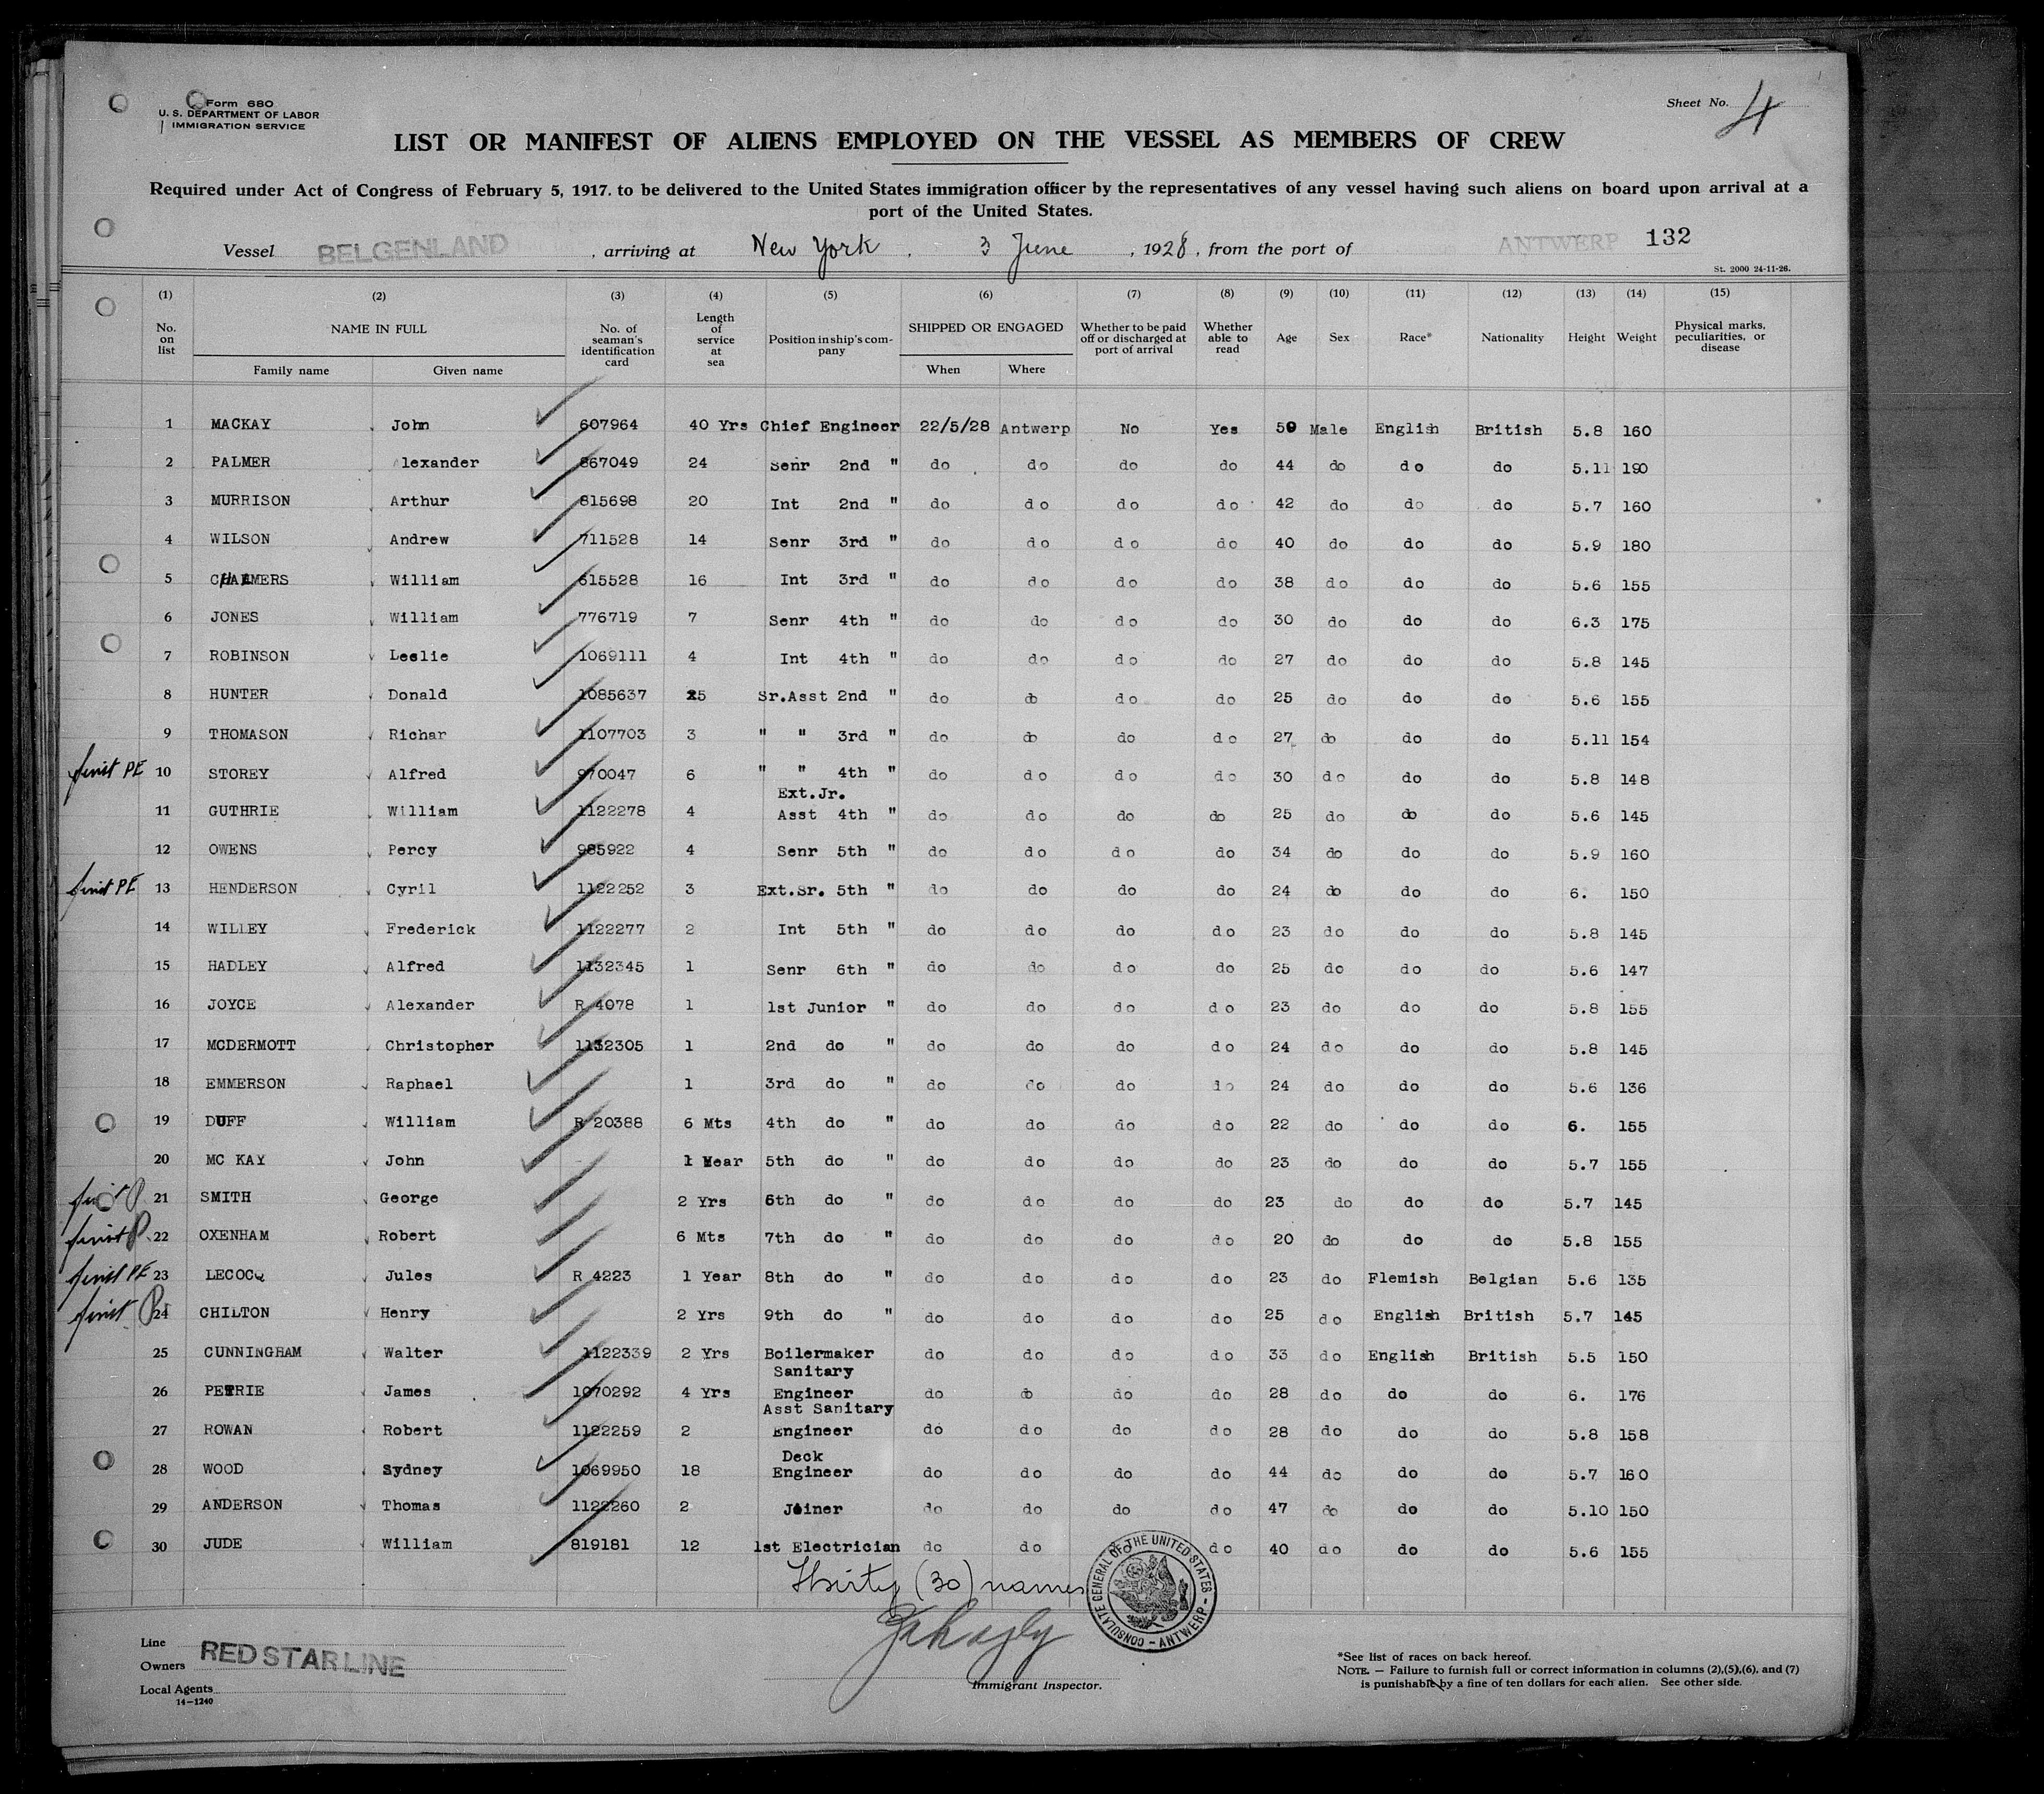 Form 680
U. S. DEPARTMENT OF LABOR
IMMIGRATION SERVICE
Sheet No. 4
LIST OR MANIFEST OF ALIENS EMPLOYED ON THE VESSEL AS MEMBERS OF CREW
Required under Act of Congress of February 5, 1917. to be delivered to the United States immigration officer by the representatives of any vessel having such aliens on board upon arrival at a
port of the United States.
Vessel BELGENLAND , arriving at New York , 3 June , 1928 , from the port of ANTWERP 132
St. 2000 24-11-26.
(1) (2) (3) (4) (5) (6) (7) (8) (9) (10) (11) (12) (13) (14) (15)
No. on list NAME IN FULL Family name Given name No. of seaman's identification card Length of service at sea Position in ship's company SHIPPED OR ENGAGED When Where Whether to be paid off or discharged at port of arrival Whether able to read Age Sex Race* Nationality Height Weight Physical marks, peculiarities, or disease
1 MACKAY John 607964 40 Yrs Chief Engineer 22/5/28 Antwerp No Yes 59 Male English British 5.8 160
2 PALMER Alexander 867049 24 Senr 2nd " do do do do 44 do do do 5.11 190
3 MURRISON Arthur 815698 20 Int 2nd " do do do do 42 do do do 5.7 160
4 WILSON Andrew 711528 14 Senr 3rd " do do do do 40 do do do 5.9 180
5 CHALMERS William 615528 16 Int 3rd " do do do do 38 do do do 5.6 155
6 JONES William 776719 7 Senr 4th " do do do do 30 do do do 6.3 175
7 ROBINSON Leslie 1069111 4 Int 4th " do do do do 27 do do do 5.8 145
8 HUNTER Donald 1085637 5 Sr.Asst 2nd " do do do do 25 do do do 5.6 155
9 THOMASON Richar 1107703 3 " " 3rd " do do do do 27 do do do 5.11 154
first PE 10 STOREY Alfred 970047 6 " " 4th " do do do do 30 do do do 5.8 148
11 GUTHRIE William 1122278 4 Ext.Jr. Asst 4th " do do do do 25 do do do 5.6 145
12 OWENS Percy 985922 4 Senr 5th " do do do do 34 do do do 5.9 160
first PE 13 HENDERSON Cyril 1122252 3 Ext.Sr. 5th " do do do do 24 do do do 6. 150
14 WILLEY Frederick 1122277 2 Int 5th " do do do do 23 do do do 5.8 145
15 HADLEY Alfred 1132345 1 Senr 6th " do do do do 25 do do do 5.6 147
16 JOYCE Alexander R 4078 1 1st Junior " do do do do 23 do do do 5.8 155
17 MCDERMOTT Christopher 1132305 1 2nd do " do do do do 24 do do do 5.8 145
18 EMMERSON Raphael 1 3rd do " do do do do 24 do do do 5.6 136
19 DUFF William R 20388 6 Mts 4th do " do do do do 22 do do do 6. 155
20 MC KAY John 1 Year 5th do " do do do do 23 do do do 5.7 155
first P 21 SMITH George 2 Yrs 6th do " do do do do 23 do do do 5.7 145
first P. 22 OXENHAM Robert 6 Mts 7th do " do do do do 20 do do do 5.8 155
first PE 23 LECOCQ Jules R 4223 1 Year 8th do " do do do do 23 do Flemish Belgian 5.6 135
first P 24 CHILTON Henry 2 Yrs 9th do " do do do do 25 do English British 5.7 145
25 CUNNINGHAM Walter 1122339 2 Yrs Boilermaker do do do do 33 do English British 5.5 150
26 PETRIE James 1070292 4 Yrs Sanitary Engineer do do do do 28 do do do 6. 176
27 ROWAN Robert 1122259 2 Asst Sanitary Engineer do do do do 28 do do do 5.8 158
28 WOOD Sydney 1069950 18 Deck Engineer do do do do 44 do do do 5.7 160
29 ANDERSON Thomas 1122260 2 Joiner do do do do 47 do do do 5.10 150
30 JUDE William 819181 12 1st Electrician do do do do 40 do do do 5.6 155
Thirty (30) names
CONSULATE GENERAL OF THE UNITED STATES - ANTWERP -
Line
Owners RED STAR LINE
Local Agents
14-1240
Immigrant Inspector.
*See list of races on back hereof.
NOTE. — Failure to furnish full or correct information in columns (2),(5),(6), and (7)
is punishable by a fine of ten dollars for each alien. See other side.